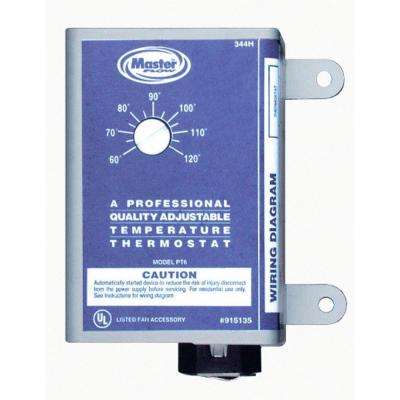 344H
Master
FLOW
90°
80° 100°
70° 110°
60° 120°
A PROFESSIONAL
QUALITY ADJUSTABLE
TEMPERATURE
THERMOSTAT
MODEL PT6
CAUTION
Automatically started device to reduce the risk of injury disconnect
from the power supply before servicing. For residential use only.
See Instructions for wiring diagram.
UL
LISTED FAN ACCESSORY #915135
THERMOSTAT
WIRING DIAGRAM